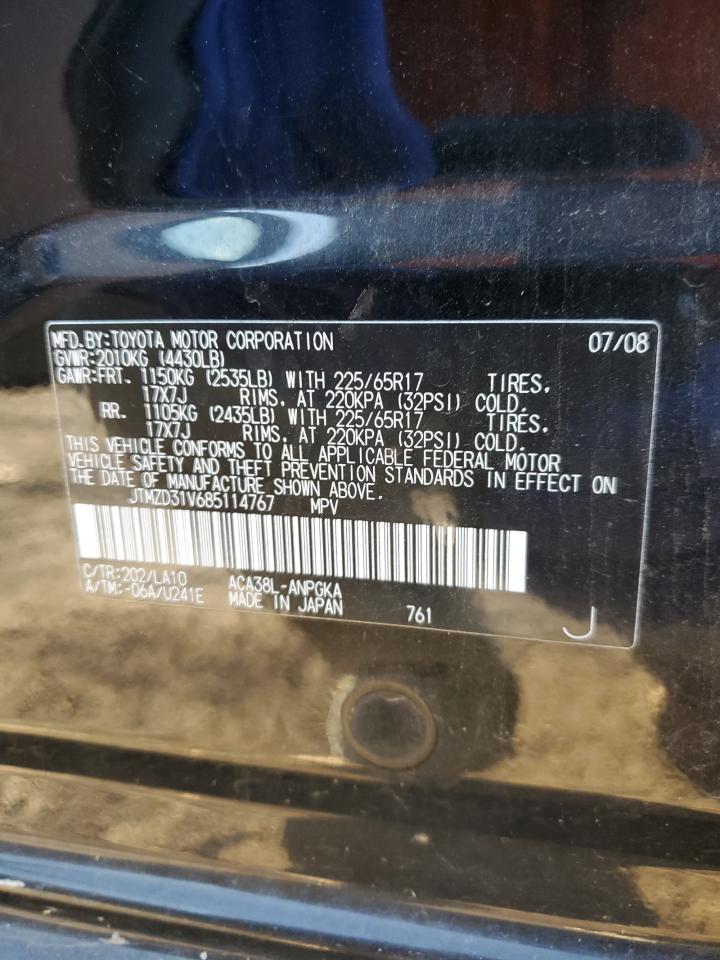 MFD.BY:TOYOTA MOTOR CORPORATION 07/08
GVWR:2010KG (4430LB)
GAWR:FRT. 1150KG (2535LB) WITH 225/65R17 TIRES,
17X7J RIMS, AT 220KPA (32PSI) COLD.
RR. 1105KG (2435LB) WITH 225/65R17 TIRES,
17X7J RIMS, AT 220KPA (32PSI) COLD.
THIS VEHICLE CONFORMS TO ALL APPLICABLE FEDERAL MOTOR
VEHICLE SAFETY AND THEFT PREVENTION STANDARDS IN EFFECT ON
THE DATE OF MANUFACTURE SHOWN ABOVE.
JTMZD31V685114767 MPV
C/TR:202/LA10 ACA38L-ANPGKA
A/TM:-06A/U241E MADE IN JAPAN 761 J